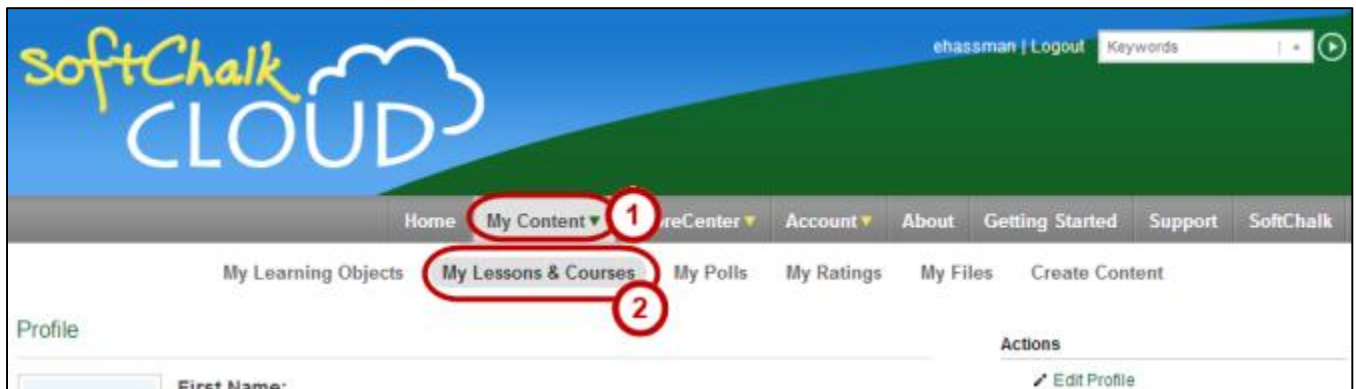 softChalk
CLOUD
ehassman | Logout Keywords
Home My Content 1 reCenter Account About Getting Started Support SoftChalk
My Learning Objects My Lessons & Courses My Polls My Ratings My Files Create Content
2
Profile
Actions
First Name:
Edit Profile